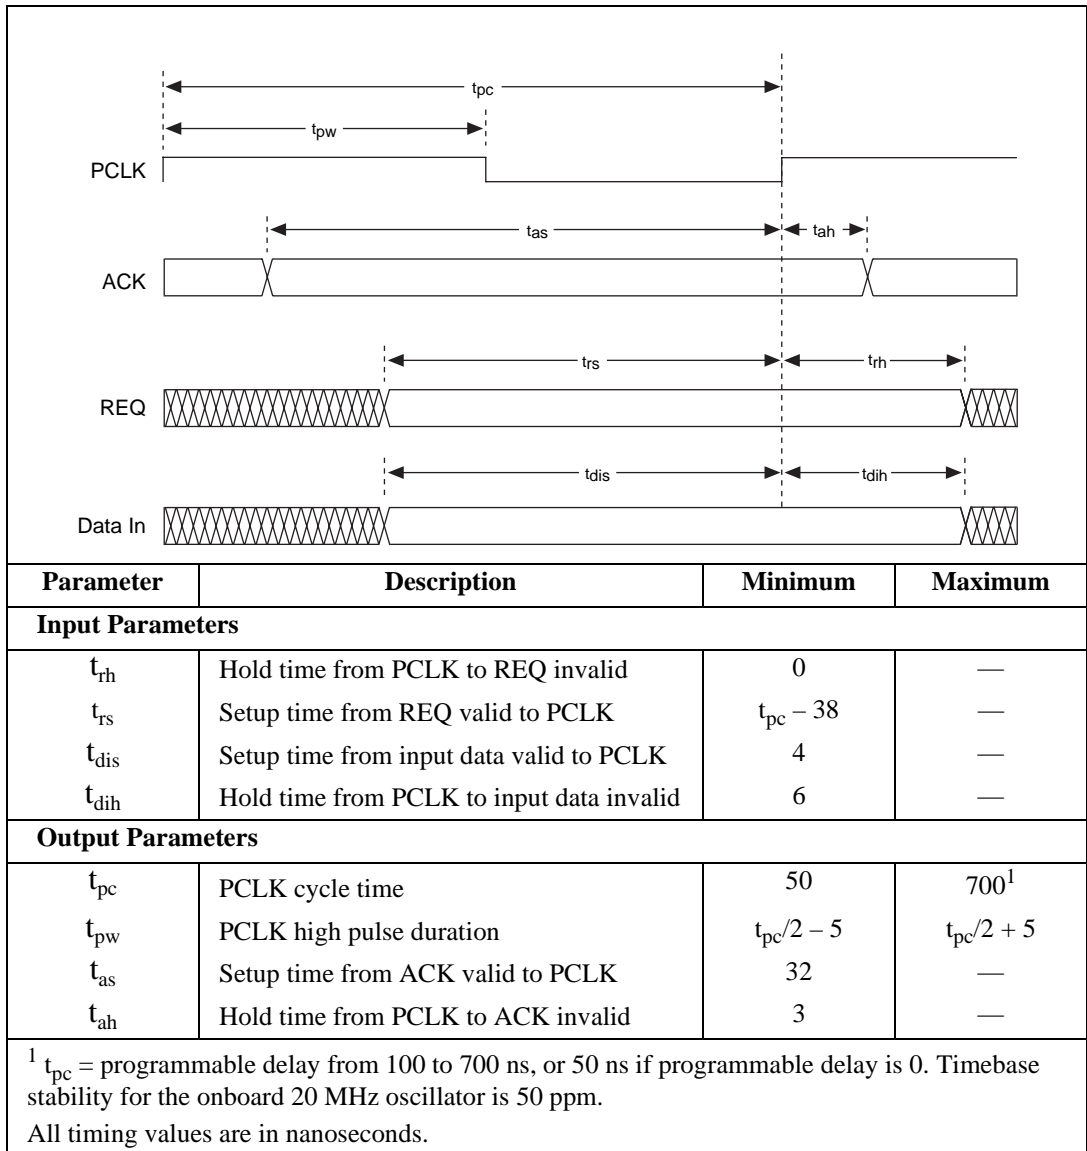 tpc
tpw
PCLK
tas
tah
ACK
trs
trh
REQ
tdis
tdih
Data In
Parameter Description Minimum Maximum
Input Parameters
trh Hold time from PCLK to REQ invalid 0 —
trs Setup time from REQ valid to PCLK tpc – 38 —
tdis Setup time from input data valid to PCLK 4 —
tdih Hold time from PCLK to input data invalid 6 —
Output Parameters
tpc PCLK cycle time 50 700¹
tpw PCLK high pulse duration tpc/2 – 5 tpc/2 + 5
tas Setup time from ACK valid to PCLK 32 —
tah Hold time from PCLK to ACK invalid 3 —
¹ tpc = programmable delay from 100 to 700 ns, or 50 ns if programmable delay is 0. Timebase
stability for the onboard 20 MHz oscillator is 50 ppm.
All timing values are in nanoseconds.